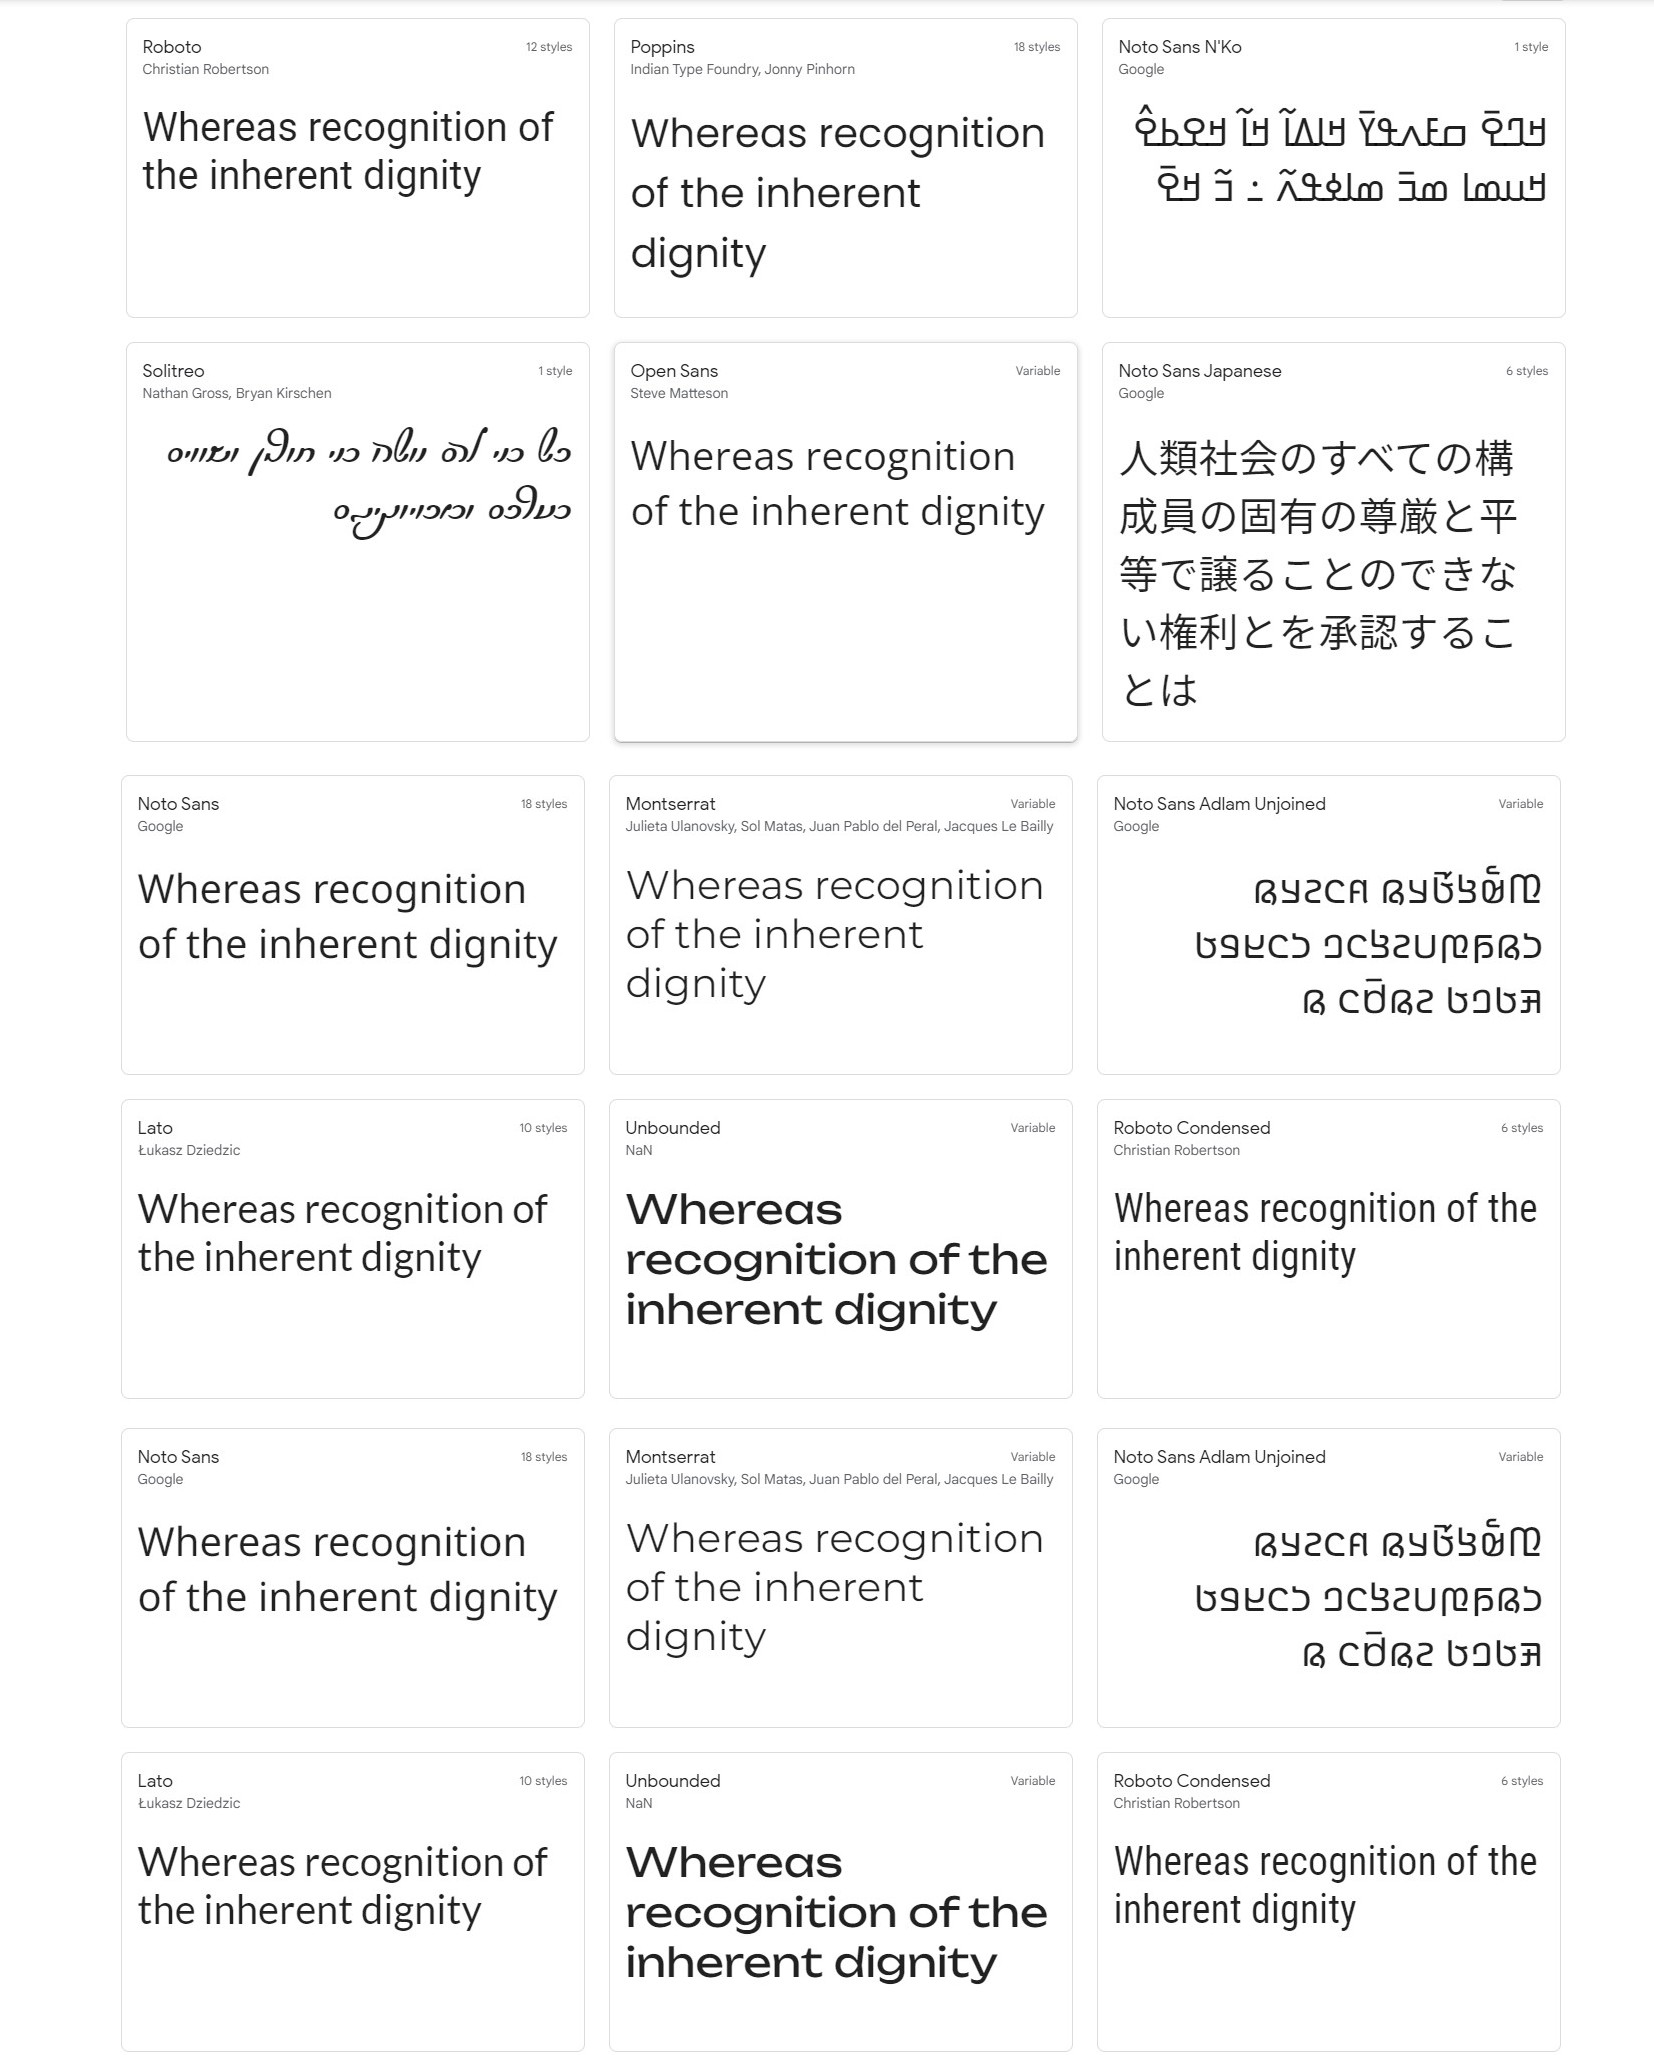 Roboto
12 styles
Christian Robertson
Whereas recognition of
the inherent dignity
Poppins
18 styles
Indian Type Foundry, Jonny Pinhorn
Whereas recognition
of the inherent
dignity
Noto Sans N'Ko
1 style
Google
Solitreo
1 style
Nathan Gross, Bryan Kirschen
Open Sans
Variable
Steve Matteson
Whereas recognition
of the inherent dignity
Noto Sans Japanese
6 styles
Google
人類社会のすべての構
成員の固有の尊厳と平
等で譲ることのできな
い権利とを承認するこ
とは
Noto Sans
18 styles
Google
Whereas recognition
of the inherent dignity
Montserrat
Variable
Julieta Ulanovsky, Sol Matas, Juan Pablo del Peral, Jacques Le Bailly
Whereas recognition
of the inherent
dignity
Noto Sans Adlam Unjoined
Variable
Google
Lato
10 styles
Łukasz Dziedzic
Whereas recognition of
the inherent dignity
Unbounded
Variable
NaN
Whereas
recognition of the
inherent dignity
Roboto Condensed
6 styles
Christian Robertson
Whereas recognition of the
inherent dignity
Noto Sans
18 styles
Google
Whereas recognition
of the inherent dignity
Montserrat
Variable
Julieta Ulanovsky, Sol Matas, Juan Pablo del Peral, Jacques Le Bailly
Whereas recognition
of the inherent
dignity
Noto Sans Adlam Unjoined
Variable
Google
Lato
10 styles
Łukasz Dziedzic
Whereas recognition of
the inherent dignity
Unbounded
Variable
NaN
Whereas
recognition of the
inherent dignity
Roboto Condensed
6 styles
Christian Robertson
Whereas recognition of the
inherent dignity